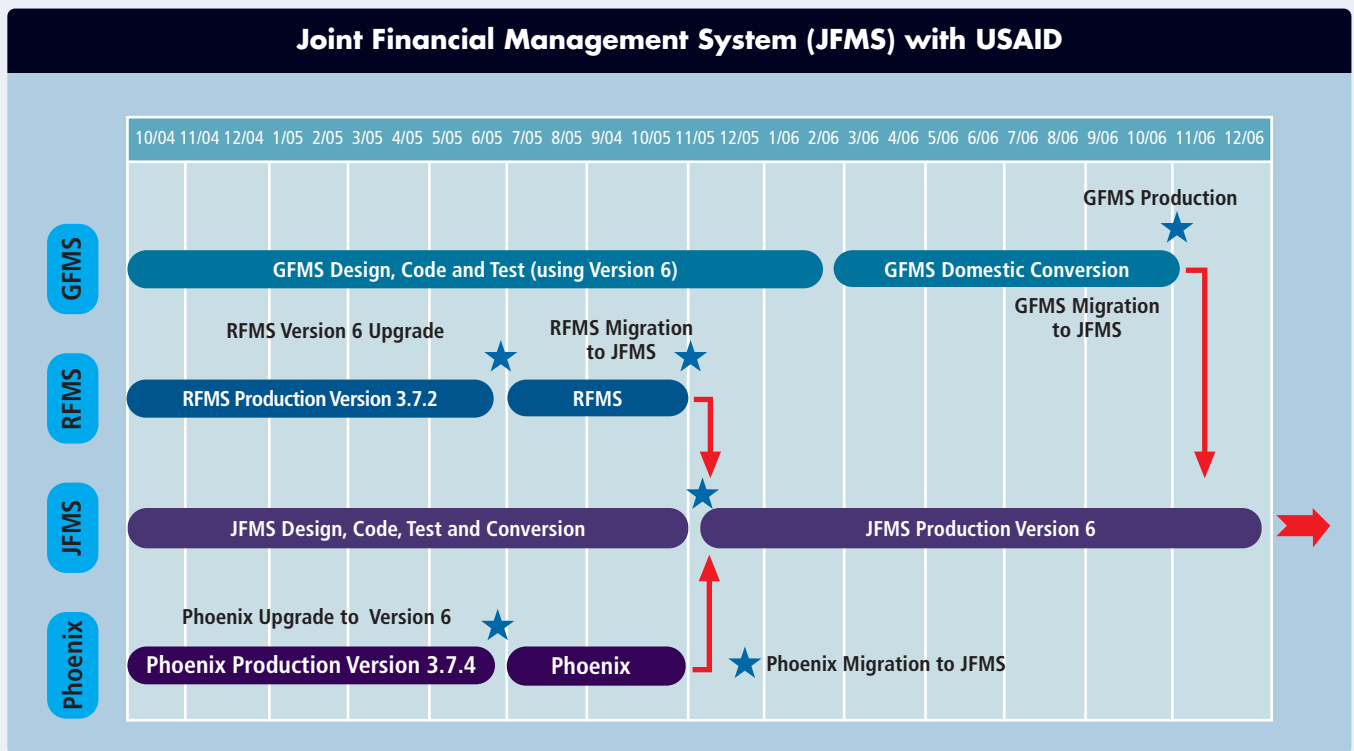 Joint Financial Management System (JFMS) with USAID
10/04 11/04 12/04 1/05 2/05 3/05 4/05 5/05 6/05 7/05 8/05 9/04 10/05 11/05 12/05 1/06 2/06 3/06 4/06 5/06 6/06 7/06 8/06 9/06 10/06 11/06 12/06
GFMS
GFMS Production
GFMS Design, Code and Test (using Version 6)
GFMS Domestic Conversion
GFMS Migration
to JFMS
RFMS
RFMS Version 6 Upgrade
RFMS Migration
to JFMS
RFMS Production Version 3.7.2
RFMS
JFMS
JFMS Design, Code, Test and Conversion
JFMS Production Version 6
Phoenix
Phoenix Upgrade to Version 6
Phoenix Production Version 3.7.4
Phoenix
Phoenix Migration to JFMS